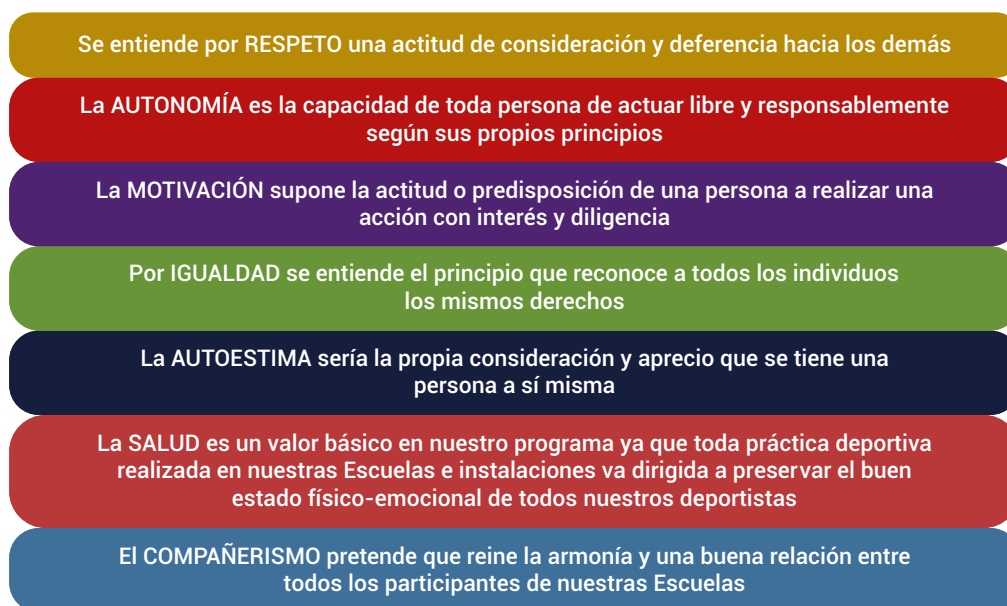 Se entiende por RESPETO una actitud de consideración y deferencia hacia los demás
La AUTONOMÍA es la capacidad de toda persona de actuar libre y responsablemente
según sus propios principios
La MOTIVACIÓN supone la actitud o predisposición de una persona a realizar una
acción con interés y diligencia
Por IGUALDAD se entiende el principio que reconoce a todos los individuos
los mismos derechos
La AUTOESTIMA sería la propia consideración y aprecio que se tiene una
persona a sí misma
La SALUD es un valor básico en nuestro programa ya que toda práctica deportiva
realizada en nuestras Escuelas e instalaciones va dirigida a preservar el buen
estado físico-emocional de todos nuestros deportistas
El COMPAÑERISMO pretende que reine la armonía y una buena relación entre
todos los participantes de nuestras Escuelas